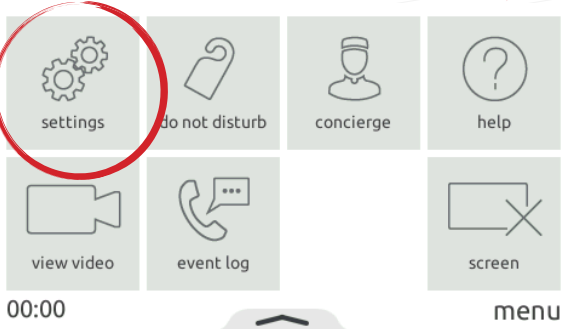 settings
do not disturb
concierge
help
view video
event log
screen
00:00
menu